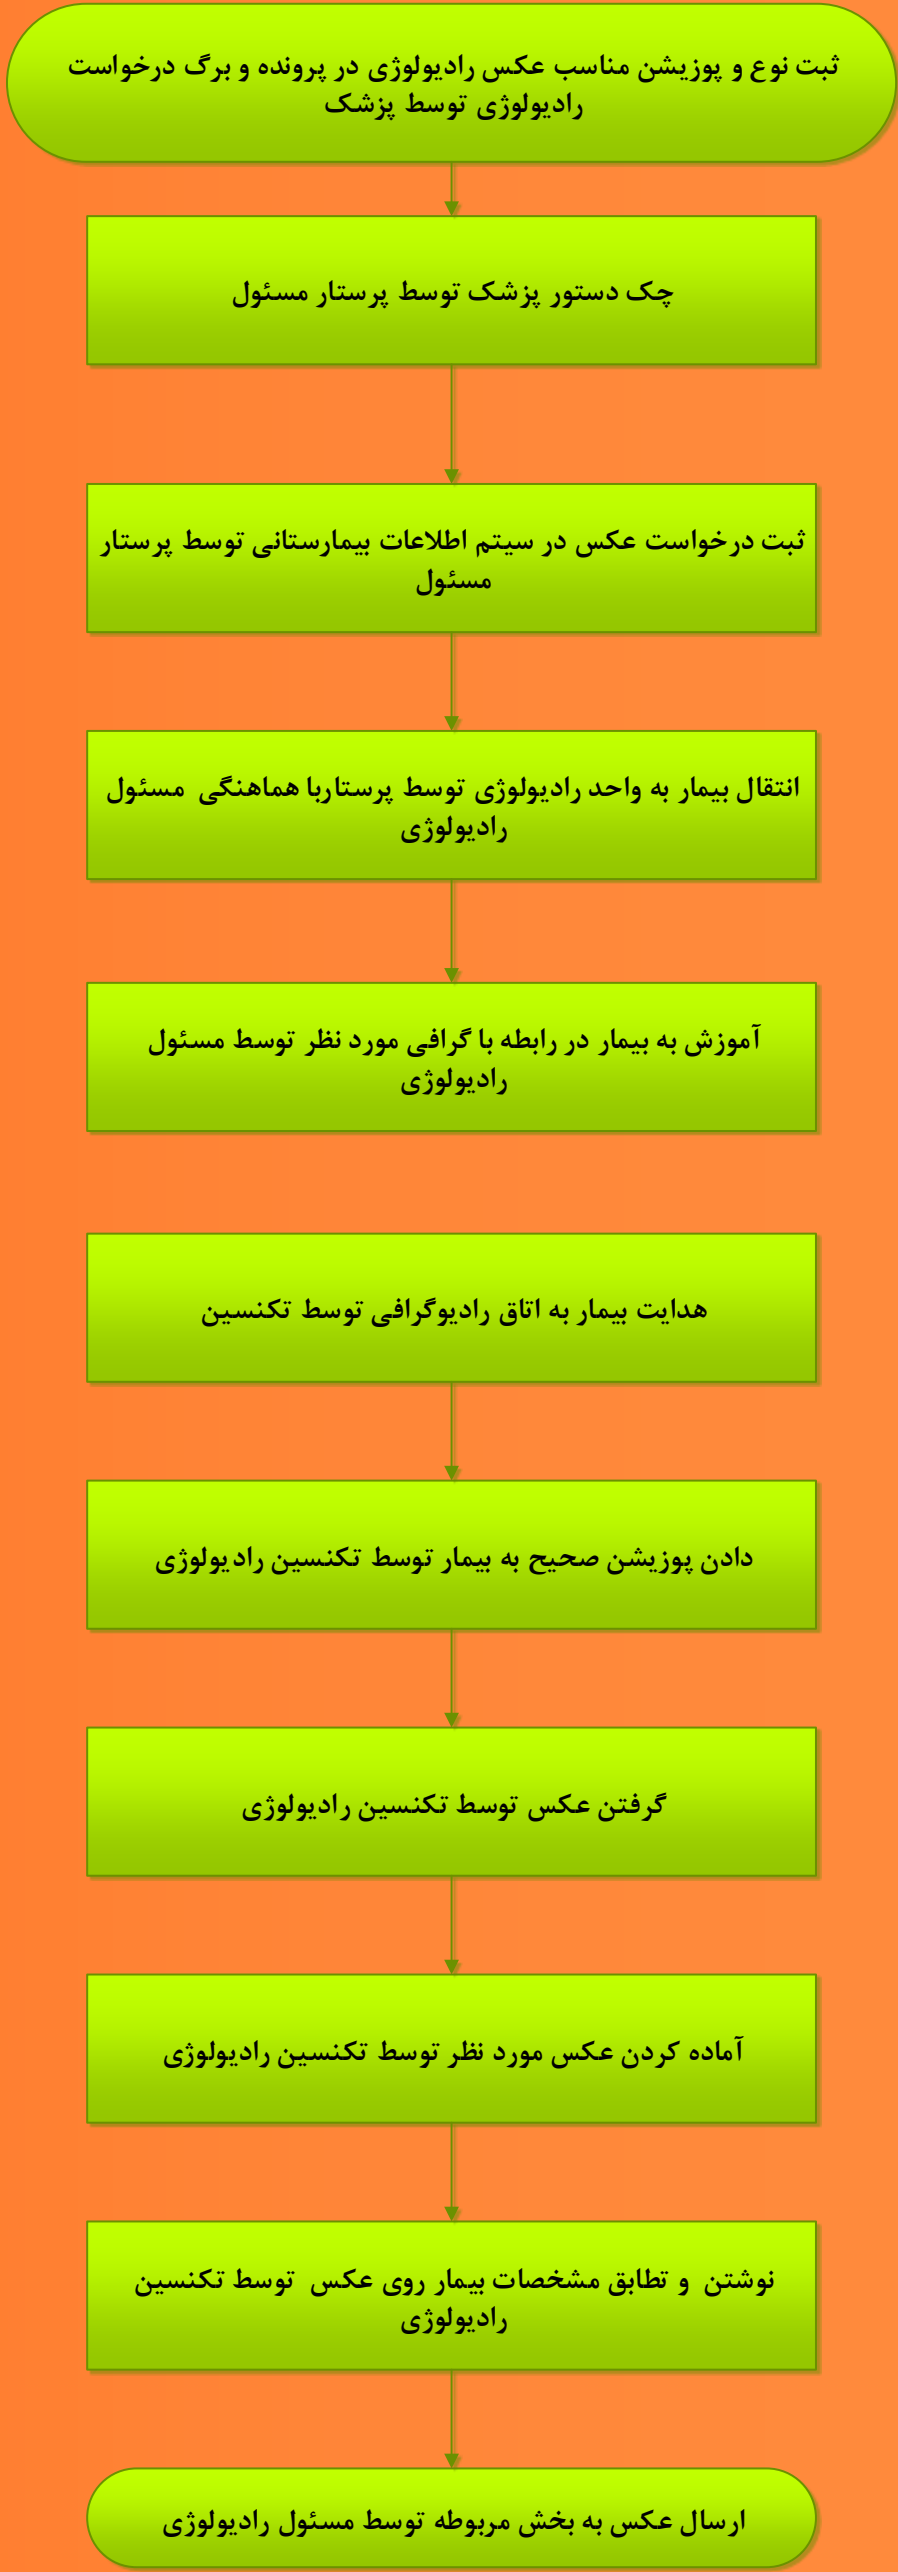 ثبت نوع و پوزیشن مناسب عکس رادیولوژی در پرونده و برگ درخواست
رادیولوژی توسط پزشک
چک دستور پزشک توسط پرستار مسئول
ثبت درخواست عکس در سیتم اطلاعات بیمارستانی توسط پرستار
مسئول
انتقال بیمار به واحد رادیولوژی توسط پرستاربا هماهنگی مسئول
رادیولوژی
آموزش به بیمار در رابطه با گرافی مورد نظر توسط مسئول
رادیولوژی
هدایت بیمار به اتاق رادیوگرافی توسط تکنسین
دادن پوزیشن صحیح به بیمار توسط تکنسین رادیولوژی
گرفتن عکس توسط تکنسین رادیولوژی
آماده کردن عکس مورد نظر توسط تکنسین رادیولوژی
نوشتن و تطابق مشخصات بیمار روی عکس توسط تکنسین
رادیولوژی
ارسال عکس به بخش مربوطه توسط مسئول رادیولوژی